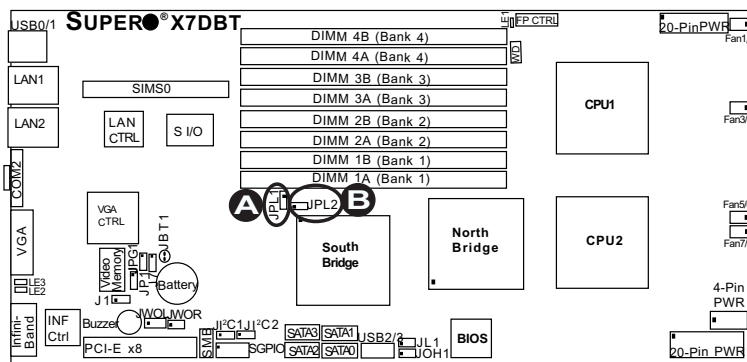 SUPER® X7DBT
USB0/1
LAN1
LAN2
COM2
VGA
LE3
LE2
Infini-
Band
SIMS0
LAN
CTRL
S I/O
VGA
CTRL
Video
Memory
JPG1
JP1
JBT1
Battery
J1
INF
Ctrl
Buzzer
JWOL
JWOR
PCI-E x8
DIMM 4B (Bank 4)
DIMM 4A (Bank 4)
DIMM 3B (Bank 3)
DIMM 3A (Bank 3)
DIMM 2B (Bank 2)
DIMM 2A (Bank 2)
DIMM 1B (Bank 1)
DIMM 1A (Bank 1)
A
JPL1
JPL2
B
South
Bridge
North
Bridge
SMB
JI²C1
JI²C2
SGPIO
SATA3
SATA1
SATA2
SATA0
USB2/3
JL1
JOH1
BIOS
LE1
FP CTRL
WD
CPU1
CPU2
20-PinPWR
Fan1/
Fan3/
Fan5/
Fan7/
4-Pin
PWR
20-Pin PWR